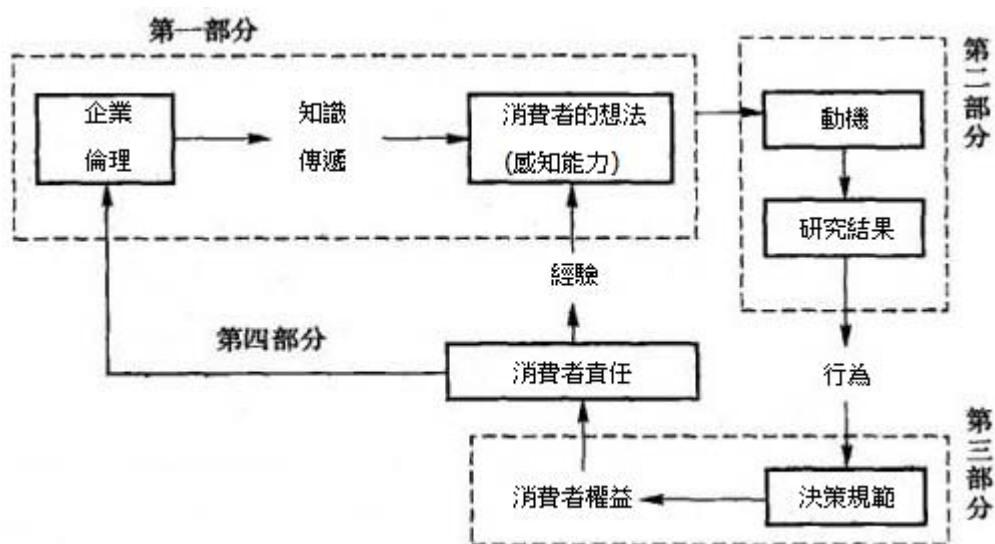 第一部分
企業
倫理
知識
傳遞
消費者的想法
(感知能力)
第二部分
動機
研究結果
經驗
第四部分
消費者責任
行為
第三部分
消費者權益
決策規範